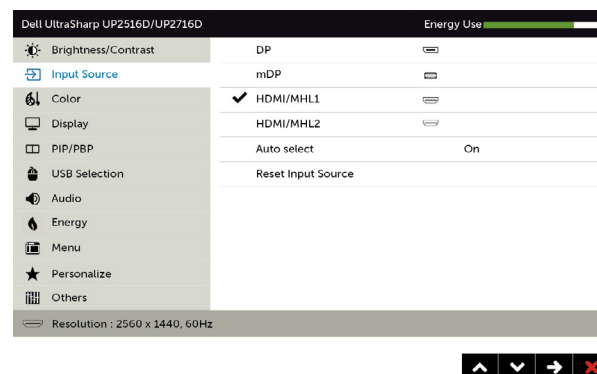 Dell UltraSharp UP2516D/UP2716D Energy Use
Brightness/Contrast DP
Input Source mDP
Color HDMI/MHL1
Display HDMI/MHL2
PIP/PBP Auto select On
USB Selection Reset Input Source
Audio
Energy
Menu
Personalize
Others
Resolution : 2560 x 1440, 60Hz